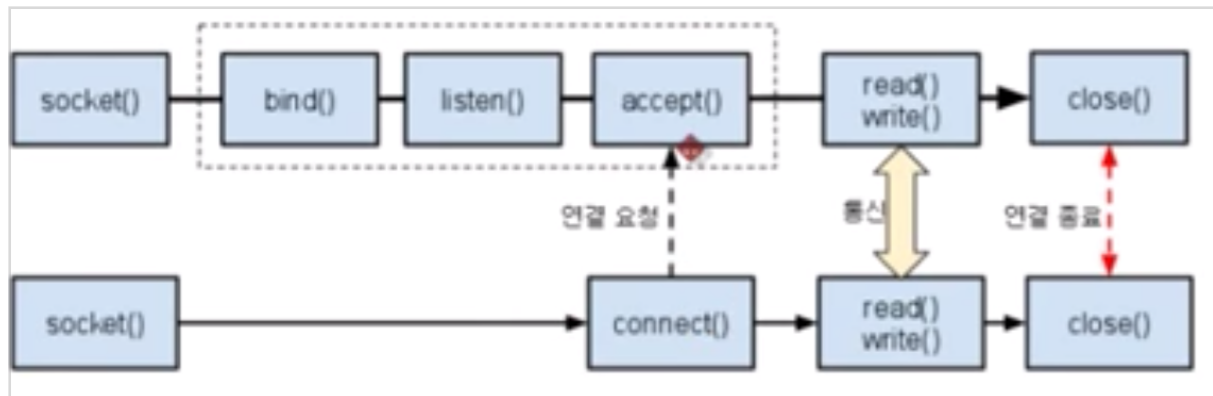 socket()
bind()
listen()
accept()
read()
write()
close()
연결 요청
통신
연결 종료
socket()
connect()
read()
write()
close()